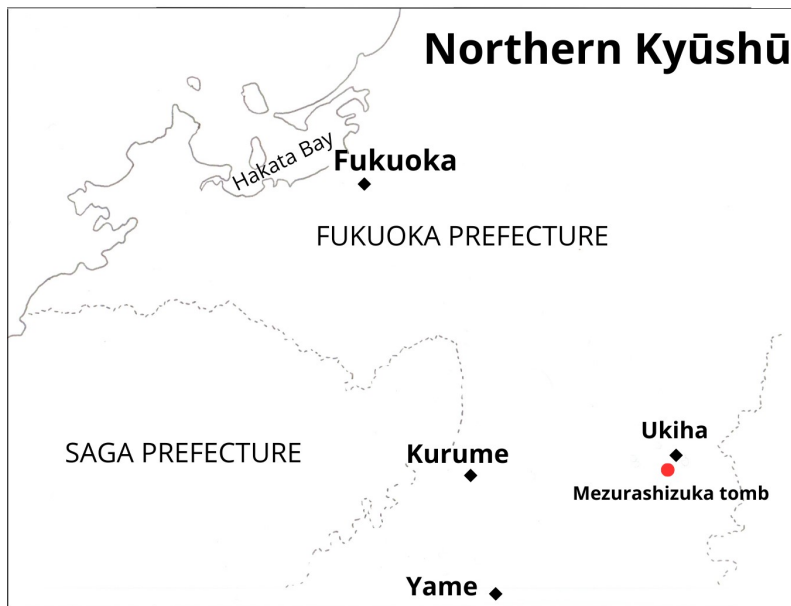 Northern Kyūshū
Hakata Bay
Fukuoka
FUKUOKA PREFECTURE
SAGA PREFECTURE
Kurume
Ukiha
Mezurashizuka tomb
Yame